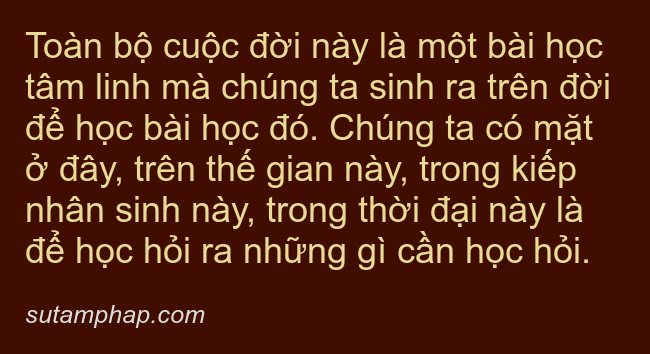 Toàn bộ cuộc đời này là một bài học
tâm linh mà chúng ta sinh ra trên đời
để học bài học đó. Chúng ta có mặt
ở đây, trên thế gian này, trong kiếp
nhân sinh này, trong thời đại này là
để học hỏi ra những gì cần học hỏi.
sutamphap.com